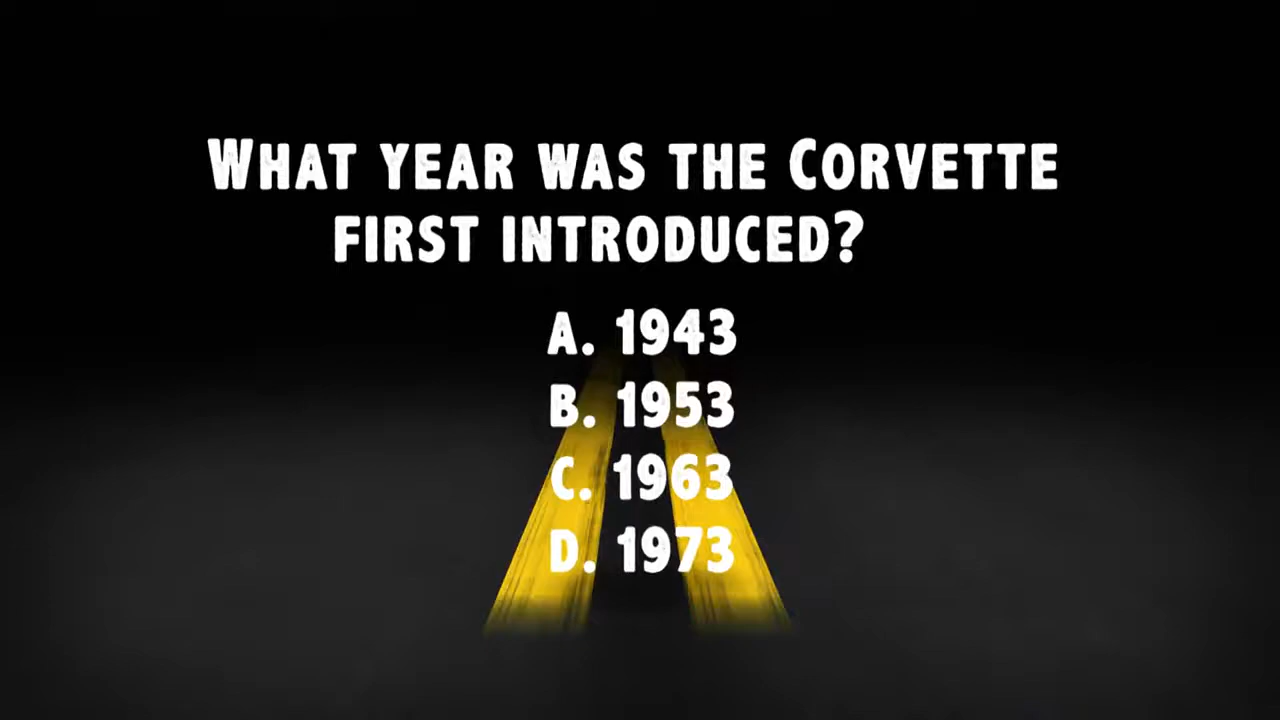 What year was the Corvette
first introduced?
A. 1943
B. 1953
C. 1963
D. 1973